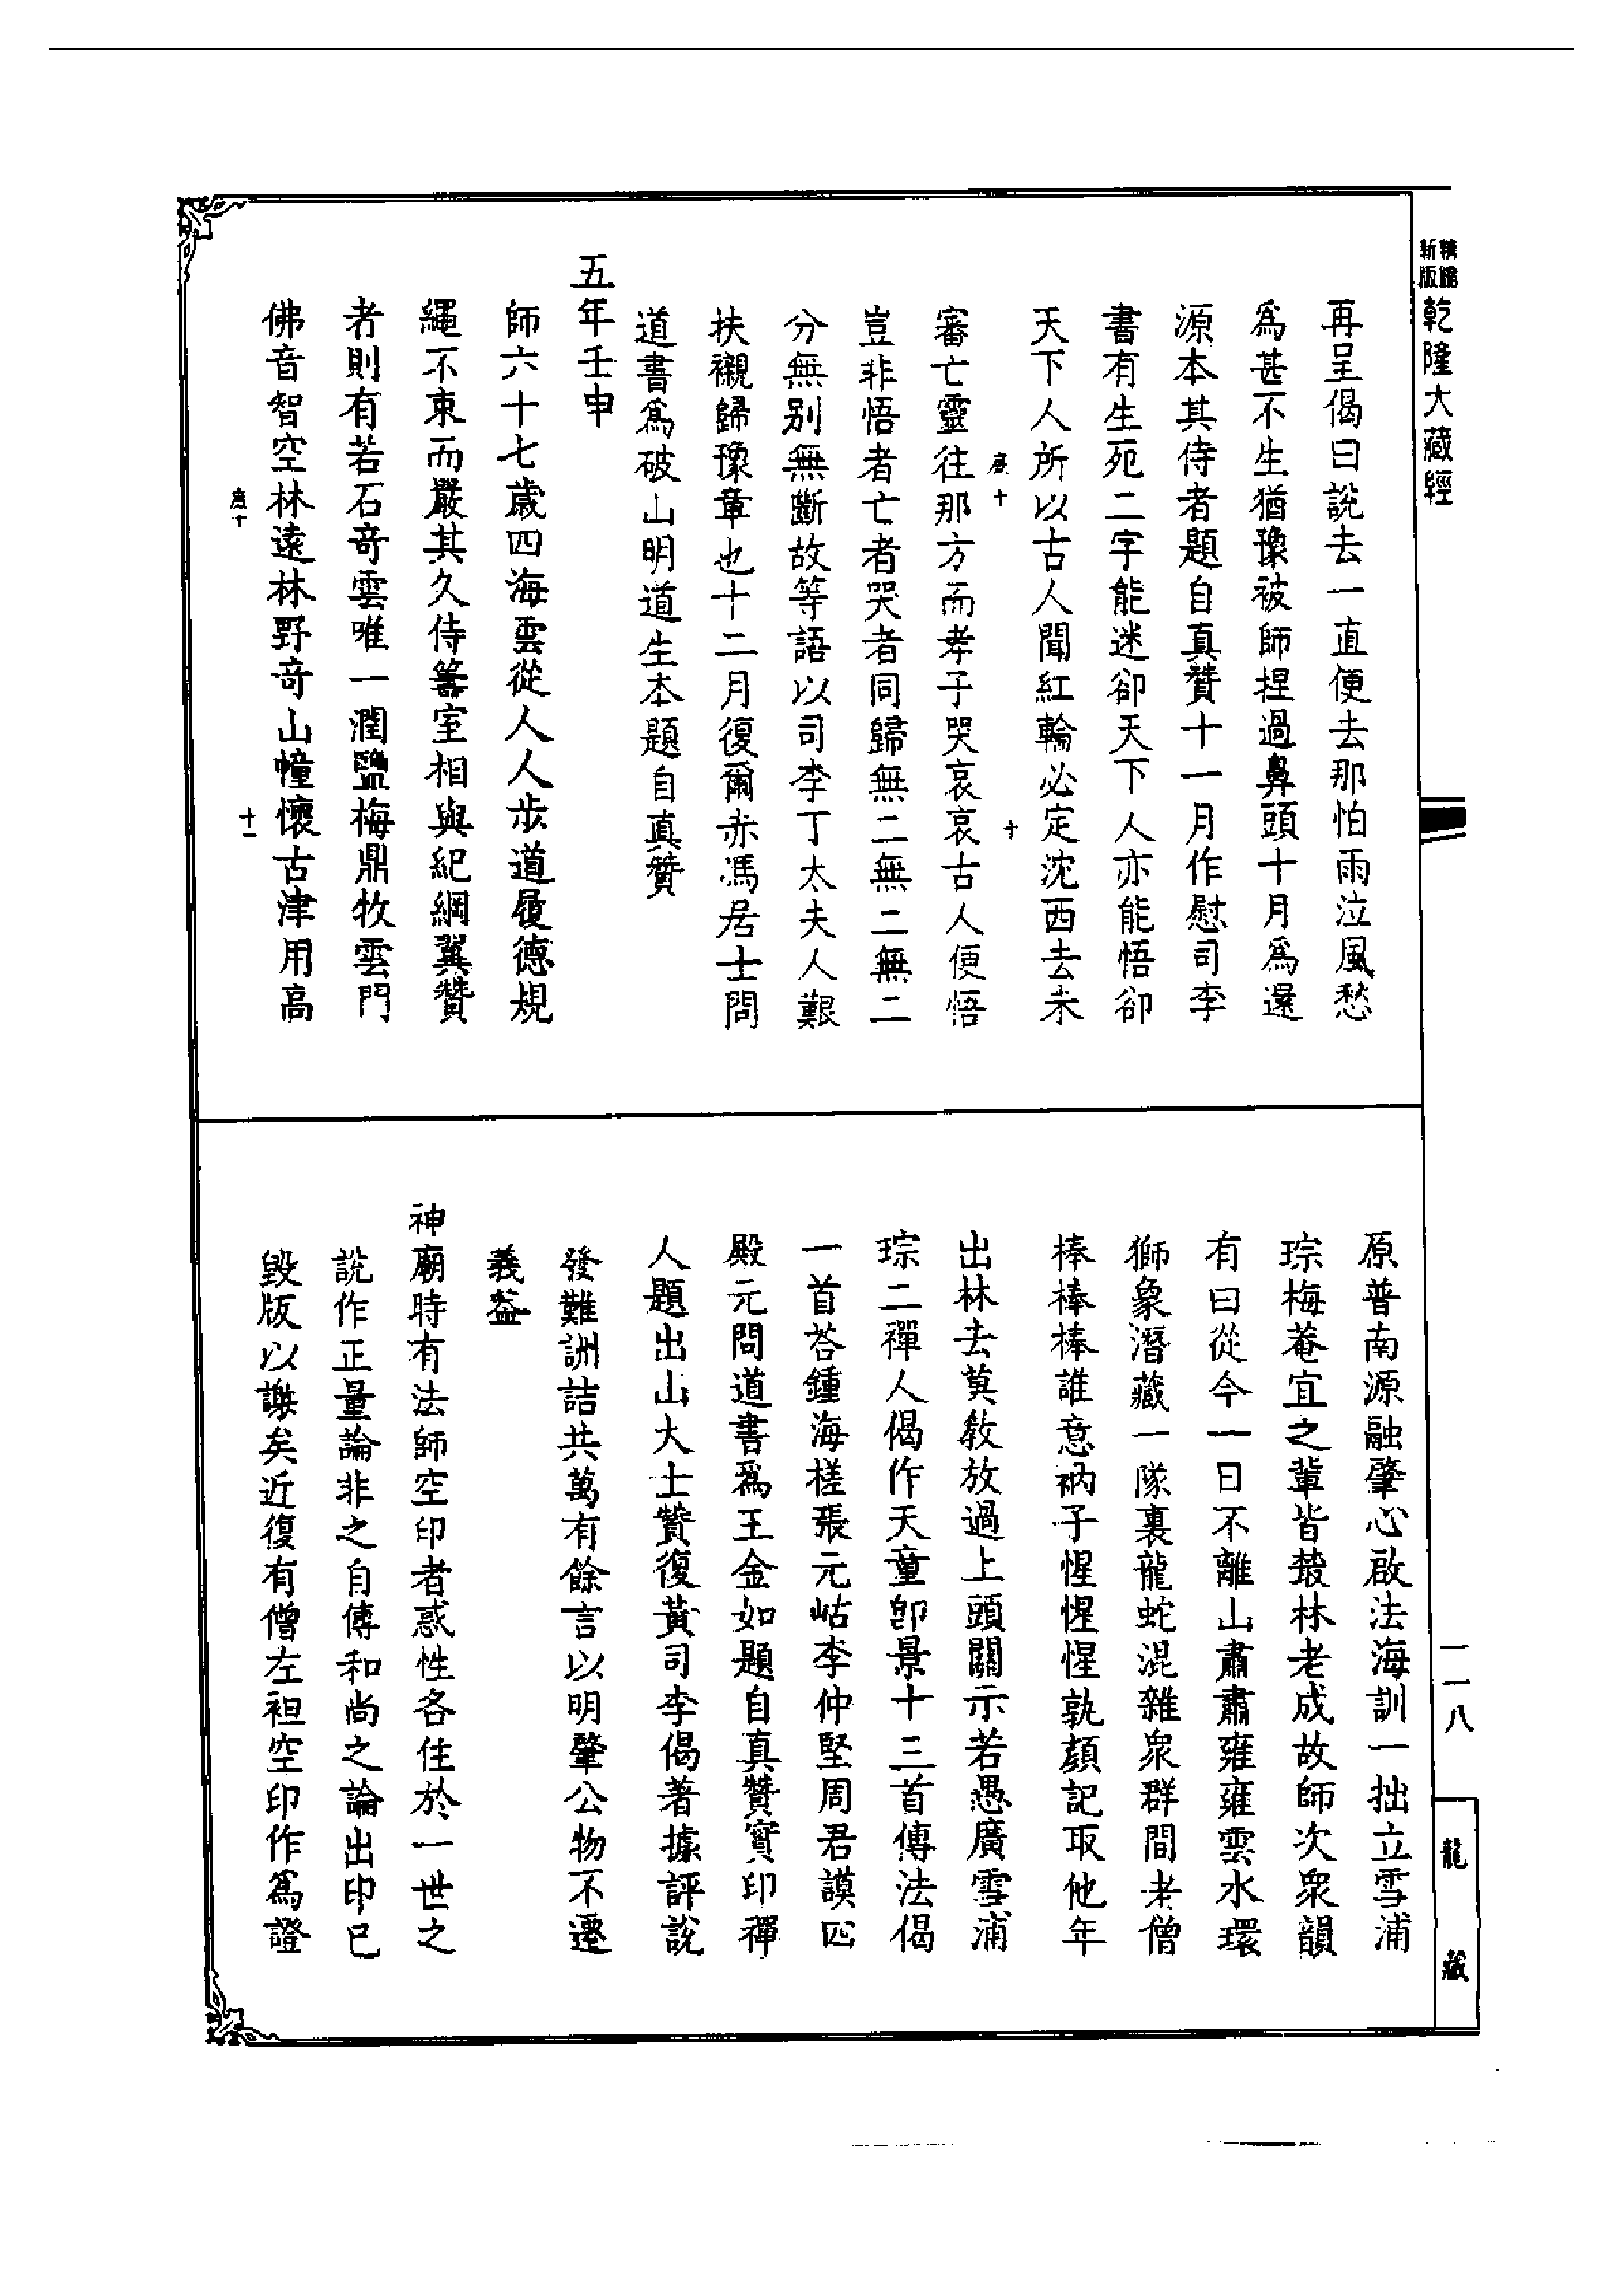 精縮新版
乾隆大藏經
再呈偈曰說去一直便去那怕雨泣風愁
為甚不生猶豫被師捏過鼻頭十月為還
源本其侍者題自真贊十一月作慰司李
書有生死二字能迷卻天下人亦能悟卻
天下人所以古人聞紅輪必定沈西去未
審亡靈往那方而孝子哭哀哀古人便悟
豈非悟者亡者哭者同歸無二無二無二
分無別無斷故等語以司李丁太夫人艱
扶襯歸豫章也十二月復爾赤馮居士問
道書為破山明道生本題自真贊
五年壬申
師六十七歲四海雲從人人步道履德規
繩不束而嚴其久侍籌室相與紀綱翼贊
者則有若石奇雲唯一潤鹽梅鼎牧雲門
佛音智空林遠林野奇山幢懷古津用高
十
十一
原普南源融肇心啟法海訓一拙立雪浦
琮梅菴宜之輩皆叢林老成故師次眾韻
有曰從今一日不離山肅肅雍雍雲水環
獅象潛藏一隊裏龍蛇混雜眾群間老僧
棒棒棒誰意衲子惺惺惺孰顏記取他年
出林去莫教放過上頭關示若愚廣雪浦
琮二禪人偈作天童即景十三首傳法偈
一首荅鍾海槎張元岵李仲堅周君謨四
殿元問道書為王金如題自真贊寶印禪
人題出山大士贊復黃司李偈著據評說
發難訓詰共萬有餘言以明肇公物不遷
義葢
神廟時有法師空印者惑性各住於一世之
說作正量論非之自傅和尚之論出印已
毀版以謝矣近復有僧左袒空印作為證
一一八
龍藏